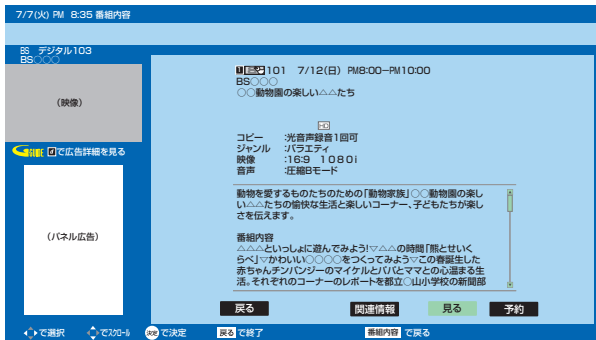 7/7(火) PM 8:35 番組内容
BS デジタル103
BS○○○
(映像)
GUIDE dで広告詳細を見る
(パネル広告)
101 7/12(日) PM8:00-PM10:00
BS○○○
○○動物園の楽しい△△たち
コピー :光音声録音1回可
ジャンル :バラエティ
映像 :16:9 1080i
音声 :圧縮Bモード
動物を愛するものたちのための「動物家族」○○動物園の楽し
い△△たちの愉快な生活と楽しいコーナー、子どもたちが楽し
さを伝えます。
番組内容
△△△といっしょに遊んでみよう!▽△△の時間「熊とせいく
らべ」▽かわいい○○○○をつくってみよう▽この春誕生した
赤ちゃんチンパンジーのマイケルとパパとママとの心温まる生
活。それぞれのコーナーのレポートを都立○山小学校の新聞部
戻る 関連情報 見る 予約
で選択 でスクロール 決定 で決定 戻る で終了 番組内容 で戻る